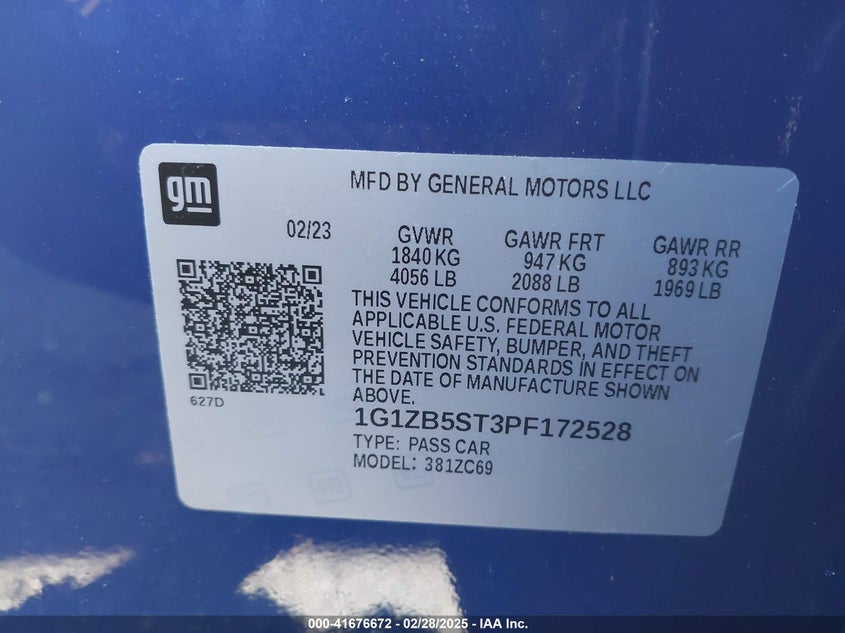 gm
MFD BY GENERAL MOTORS LLC
02/23
GVWR
1840 KG
4056 LB
GAWR FRT
947 KG
2088 LB
GAWR RR
893 KG
1969 LB
THIS VEHICLE CONFORMS TO ALL
APPLICABLE U.S. FEDERAL MOTOR
VEHICLE SAFETY, BUMPER, AND THEFT
PREVENTION STANDARDS IN EFFECT ON
THE DATE OF MANUFACTURE SHOWN
ABOVE.
627D
1G1ZB5ST3PF172528
TYPE: PASS CAR
MODEL: 381ZC69
000-41676672 - 02/28/2025 - IAA Inc.